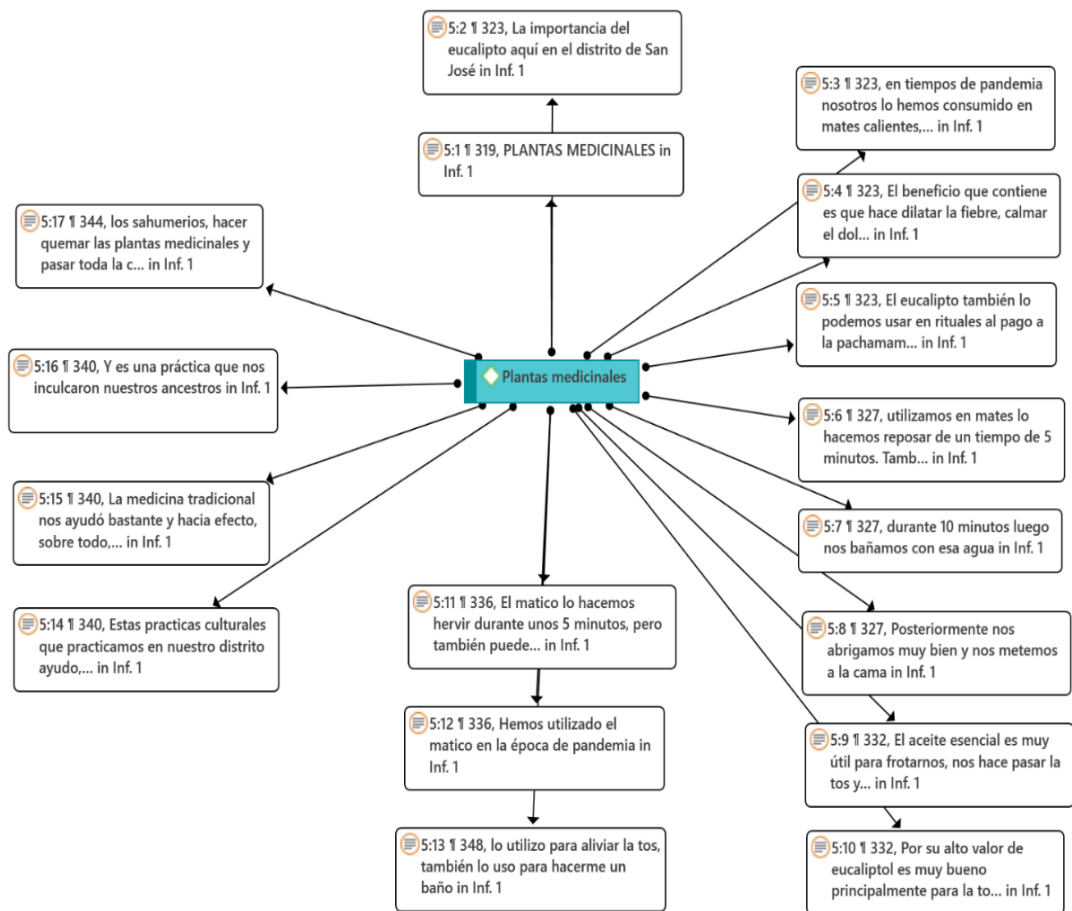 5:2 ¶ 323, La importancia del
eucalipto aquí en el distrito de San
José in Inf. 1
5:1 ¶ 319, PLANTAS MEDICINALES in
Inf. 1
5:3 ¶ 323, en tiempos de pandemia
nosotros lo hemos consumido en
mates calientes,... in Inf. 1
5:4 ¶ 323, El beneficio que contiene
es que hace dilatar la fiebre, calmar
el dol... in Inf. 1
5:17 ¶ 344, los sahumerios, hacer
quemar las plantas medicinales y
pasar toda la c... in Inf. 1
5:5 ¶ 323, El eucalipto también lo
podemos usar en rituales al pago a
la pachamam... in Inf. 1
5:16 ¶ 340, Y es una práctica que nos
inculcaron nuestros ancestros in Inf. 1
Plantas medicinales
5:6 ¶ 327, utilizamos en mates lo
hacemos reposar de un tiempo de 5
minutos. Tamb... in Inf. 1
5:15 ¶ 340, La medicina tradicional
nos ayudó bastante y hacia efecto,
sobre todo,... in Inf. 1
5:7 ¶ 327, durante 10 minutos luego
nos bañamos con esa agua in Inf. 1
5:14 ¶ 340, Estas practicas culturales
que practicamos en nuestro distrito
ayudo,... in Inf. 1
5:11 ¶ 336, El matico lo hacemos
hervir durante unos 5 minutos, pero
también puede... in Inf. 1
5:8 ¶ 327, Posteriormente nos
abrigamos muy bien y nos metemos
a la cama in Inf. 1
5:12 ¶ 336, Hemos utilizado el
matico en la época de pandemia in
Inf. 1
5:9 ¶ 332, El aceite esencial es muy
útil para frotarnos, nos hace pasar la
tos y... in Inf. 1
5:13 ¶ 348, lo utilizo para aliviar la tos,
también lo uso para hacerme un
baño in Inf. 1
5:10 ¶ 332, Por su alto valor de
eucaliptol es muy bueno
principalmente para la to... in Inf. 1